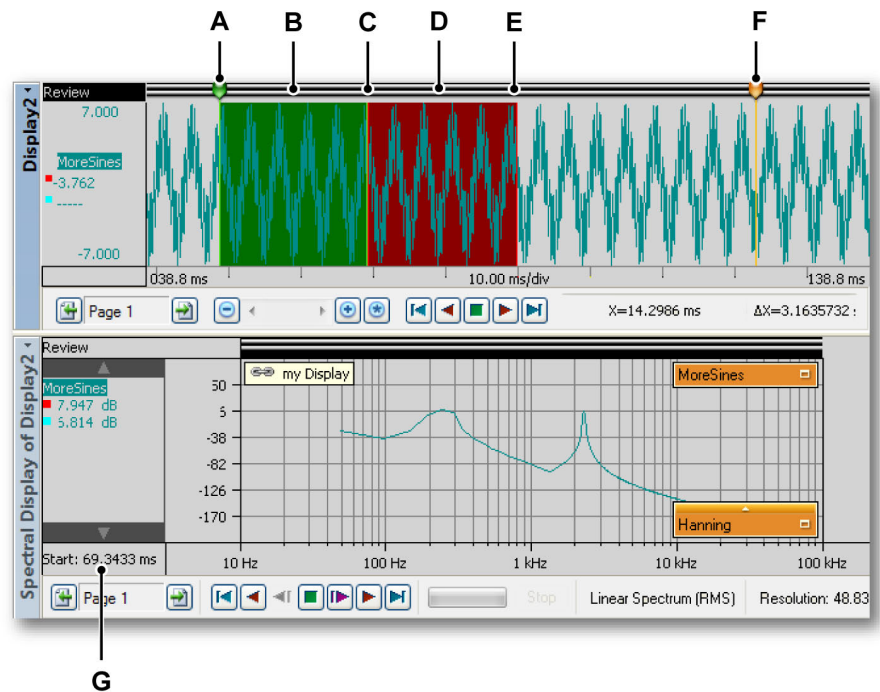 A B C D E F
Display2
Review
7.000
MoreSines
-3.762
-----
-7.000
038.8 ms 10.00 ms/div 138.8 ms
Page 1
X=14.2986 ms ΔX=3.1635732 :
Spectral Display of Display2
Review
MoreSines
7.947 dB
5.814 dB
my Display
MoreSines
50
5
-38
-82
-126
-170
Hanning
Start: 69.3433 ms
10 Hz 100 Hz 1 kHz 10 kHz 100 kHz
Page 1
Stop
Linear Spectrum (RMS)
Resolution: 48.83
G